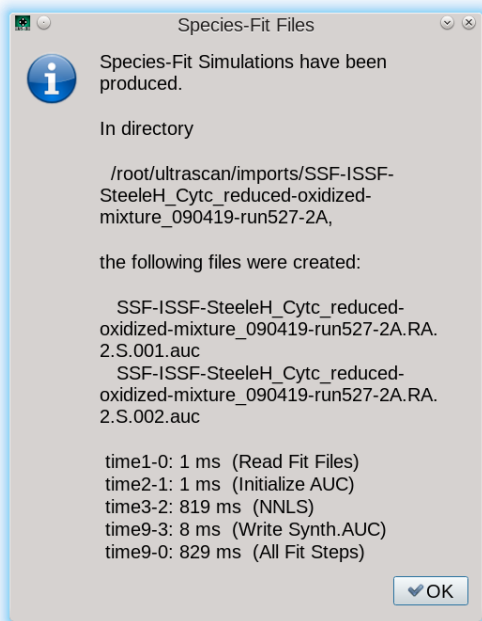 Species-Fit Files
Species-Fit Simulations have been
produced.
In directory
/root/ultrascan/imports/SSF-ISSF-
SteeleH_Cytc_reduced-oxidized-
mixture_090419-run527-2A,
the following files were created:
SSF-ISSF-SteeleH_Cytc_reduced-
oxidized-mixture_090419-run527-2A.RA.
2.S.001.auc
SSF-ISSF-SteeleH_Cytc_reduced-
oxidized-mixture_090419-run527-2A.RA.
2.S.002.auc
time1-0: 1 ms (Read Fit Files)
time2-1: 1 ms (Initialize AUC)
time3-2: 819 ms (NNLS)
time9-3: 8 ms (Write Synth.AUC)
time9-0: 829 ms (All Fit Steps)
OK